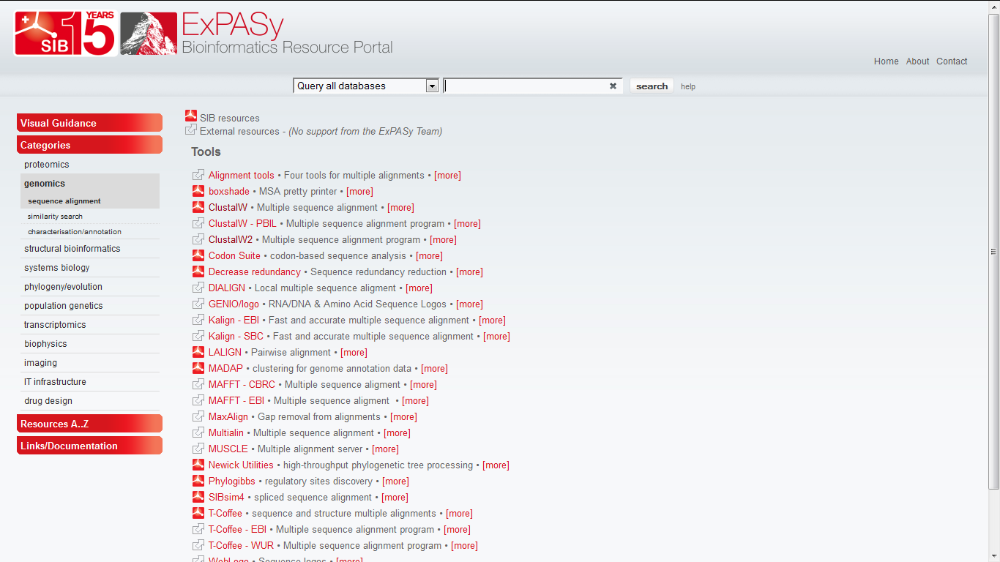 SIB 15 YEARS
ExPASy
Bioinformatics Resource Portal
Home About Contact
Query all databases search help
Visual Guidance
Categories
proteomics
genomics
sequence alignment
similarity search
characterisation/annotation
structural bioinformatics
systems biology
phylogeny/evolution
population genetics
transcriptomics
biophysics
imaging
IT infrastructure
drug design
Resources A..Z
Links/Documentation
SIB resources
External resources - (No support from the ExPASy Team)
Tools
Alignment tools • Four tools for multiple alignments • [more]
boxshade • MSA pretty printer • [more]
ClustalW • Multiple sequence alignment • [more]
ClustalW - PBIL • Multiple sequence alignment program • [more]
ClustalW2 • Multiple sequence alignment program • [more]
Codon Suite • codon-based sequence analysis • [more]
Decrease redundancy • Sequence redundancy reduction • [more]
DIALIGN • Local multiple sequence aligment • [more]
GENIO/logo • RNA/DNA & Amino Acid Sequence Logos • [more]
Kalign - EBI • Fast and accurate multiple sequence alignment • [more]
Kalign - SBC • Fast and accurate multiple sequence alignment • [more]
LALIGN • Pairwise alignment • [more]
MADAP • clustering for genome annotation data • [more]
MAFFT - CBRC • Multiple sequence aligment • [more]
MAFFT - EBI • Multiple sequence aligment • [more]
MaxAlign • Gap removal from alignments • [more]
Multialin • Multiple sequence alignment • [more]
MUSCLE • Multiple alignment server • [more]
Newick Utilities • high-throughput phylogenetic tree processing • [more]
Phylogibbs • regulatory sites discovery • [more]
SIBsim4 • spliced sequence alignment • [more]
T-Coffee • sequence and structure multiple alignments • [more]
T-Coffee - EBI • Multiple sequence alignment program • [more]
T-Coffee - WUR • Multiple sequence alignment program • [more]
WebLogo • Sequence logos • [more]